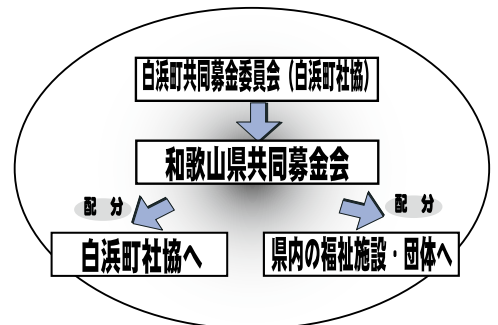 白浜町共同募金委員会（白浜町社協）
和歌山県共同募金会
配　分
配　分
白浜町社協へ
県内の福祉施設・団体へ